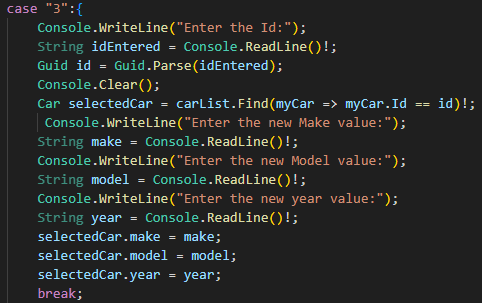 case "3":{
Console.WriteLine("Enter the Id:");
String idEntered = Console.ReadLine()!;
Guid id = Guid.Parse(idEntered);
Console.Clear();
Car selectedCar = carList.Find(myCar => myCar.Id == id)!;
Console.WriteLine("Enter the new Make value:");
String make = Console.ReadLine()!;
Console.WriteLine("Enter the new Model value:");
String model = Console.ReadLine()!;
Console.WriteLine("Enter the new year value:");
String year = Console.ReadLine()!;
selectedCar.make = make;
selectedCar.model = model;
selectedCar.year = year;
break;